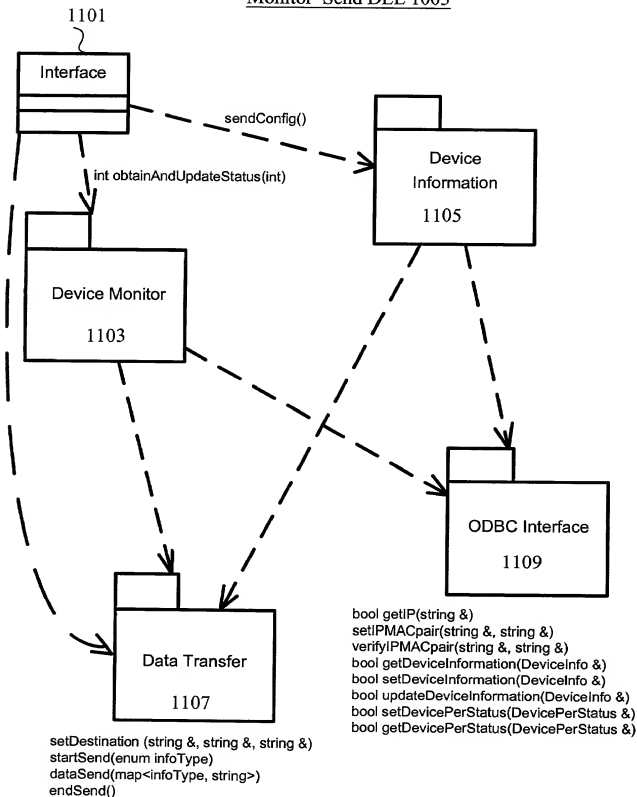 Monitor Send DLL 1003
1101
Interface
sendConfig()
Device
Information
1105
int obtainAndUpdateStatus(int)
Device Monitor
1103
ODBC Interface
1109
bool getIP(string &)
setIPMACpair(string &, string &)
verifyIPMACpair(string &, string &)
bool getDeviceInformation(DeviceInfo &)
bool setDeviceInformation(DeviceInfo &)
bool updateDeviceInformation(DeviceInfo &)
bool setDevicePerStatus(DevicePerStatus &)
bool getDevicePerStatus(DevicePerStatus &)
Data Transfer
1107
setDestination (string &, string &, string &)
startSend(enum infoType)
dataSend(map<infoType, string>)
endSend()